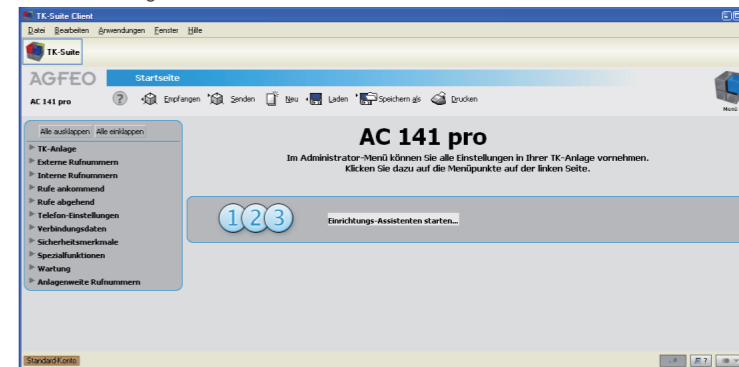 TK-Suite Client
Datei Bearbeiten Anwendungen Fenster Hilfe
TK-Suite
AGFEO Startseite
AC 141 pro ? Empfangen Senden Neu Laden Speichern als Drucken
Menü
Alle ausklappen Alle einklappen
TK-Anlage
Externe Rufnummern
Interne Rufnummern
Rufe ankommend
Rufe abgehend
Telefon-Einstellungen
Verbindungsdaten
Sicherheitsmerkmale
Spezialfunktionen
Wartung
Anlagenweite Rufnummern
AC 141 pro
Im Administrator-Menü können Sie alle Einstellungen in Ihrer TK-Anlage vornehmen.
Klicken Sie dazu auf die Menüpunkte auf der linken Seite.
1 2 3 Einrichtungs-Assistenten starten...
Standard-Konto